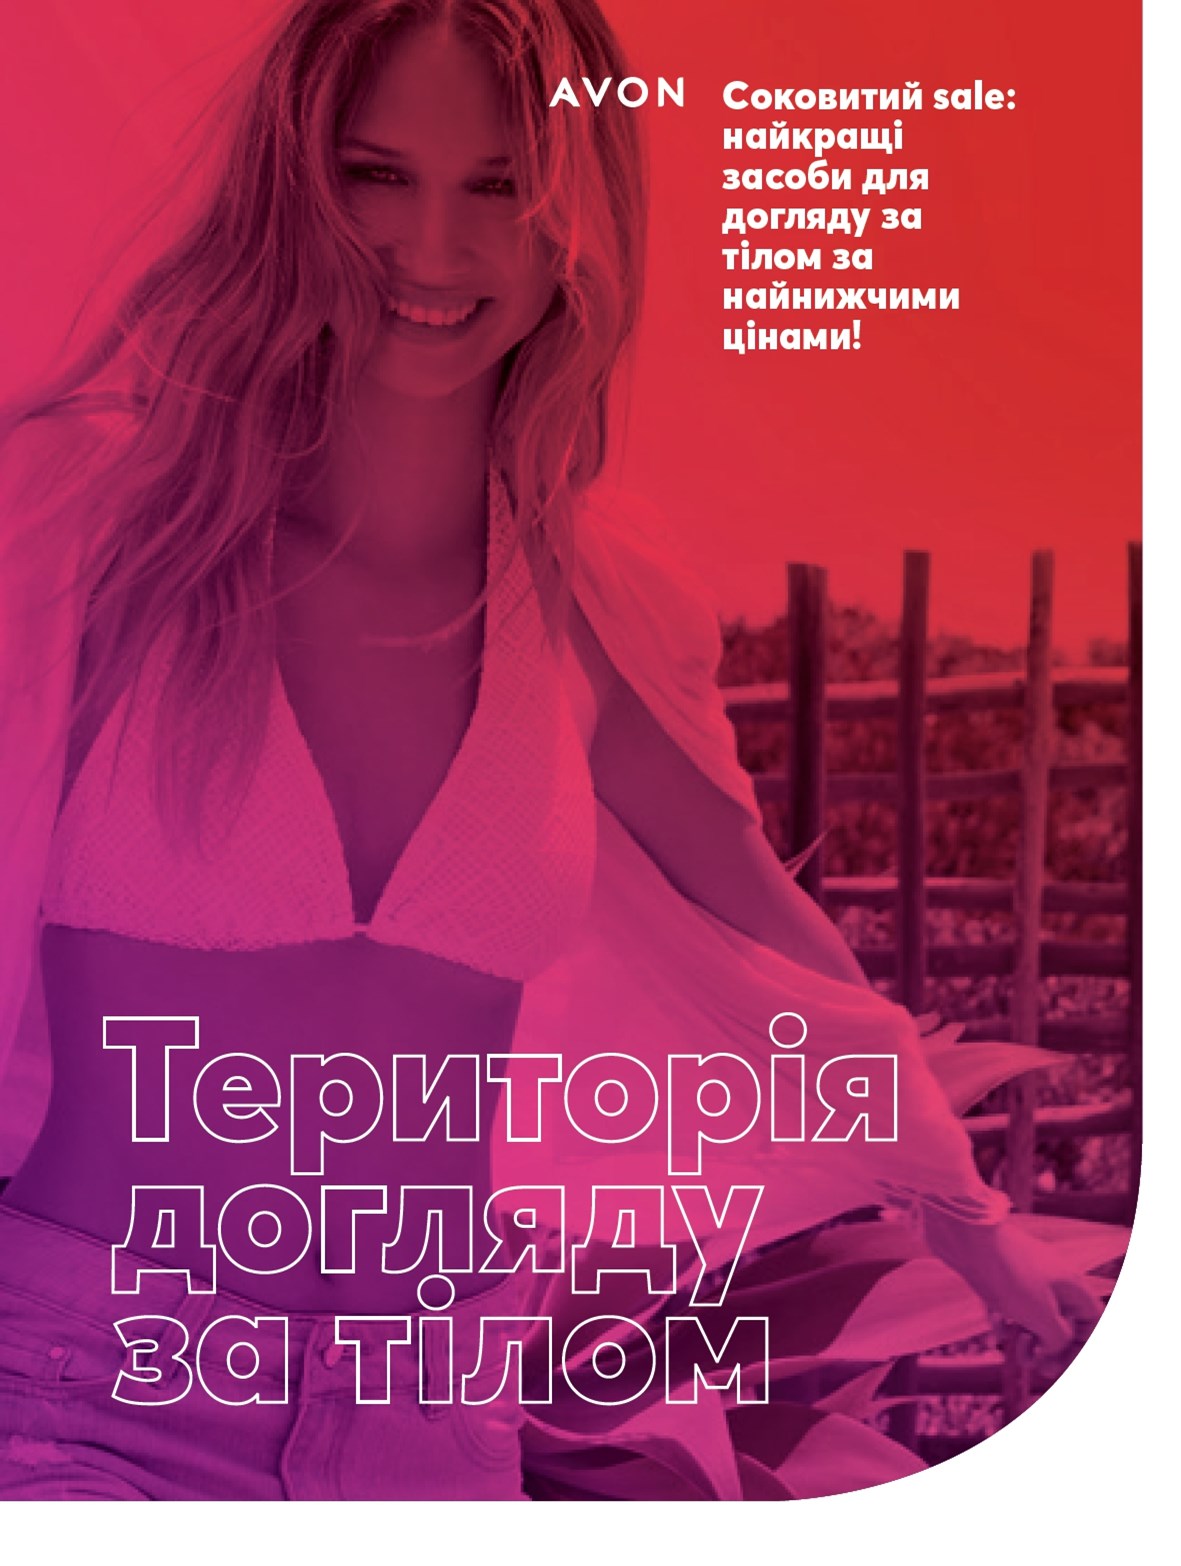 AVON
Соковитий sale:
найкращі
засоби для
догляду за
тілом за
найнижчими
цінами!
Територія
догляду
за тілом